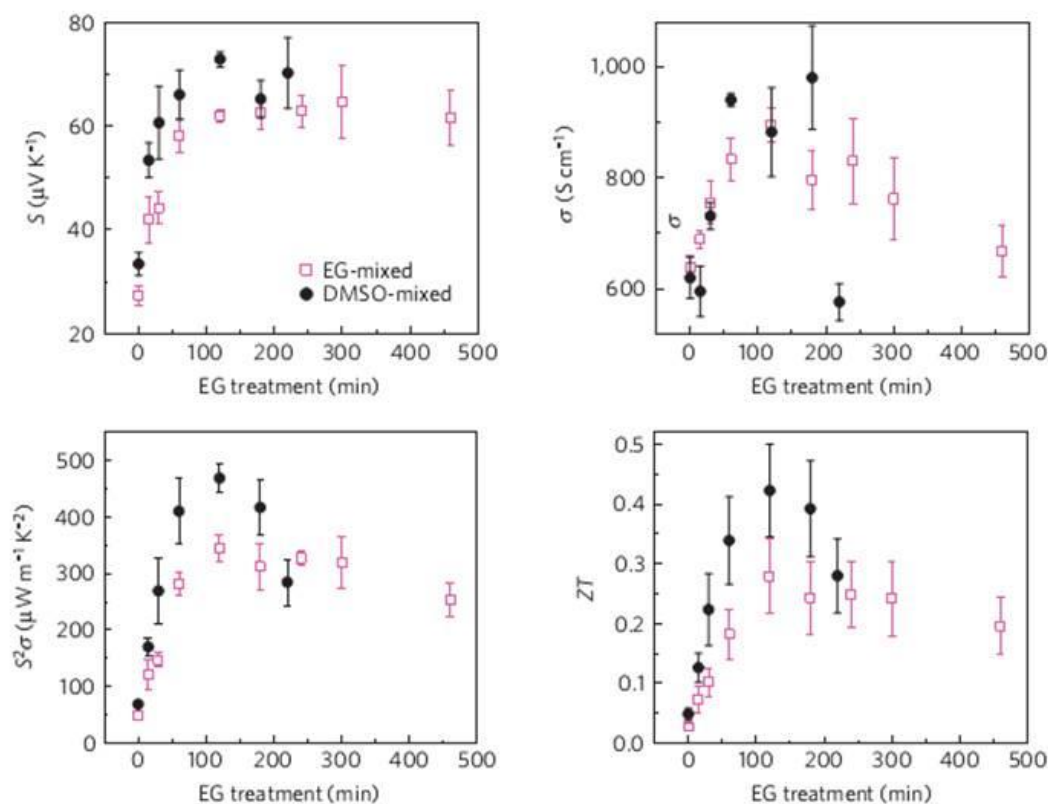 80
60
40
20
S (μV K⁻¹)
EG-mixed
DMSO-mixed
0 100 200 300 400 500
EG treatment (min)
1,000
800
600
σ (S cm⁻¹)
σ
0 100 200 300 400 500
EG treatment (min)
500
400
300
200
100
0
S²σ (μW m⁻¹ K⁻²)
0 100 200 300 400 500
EG treatment (min)
0.5
0.4
0.3
0.2
0.1
0.0
ZT
0 100 200 300 400 500
EG treatment (min)